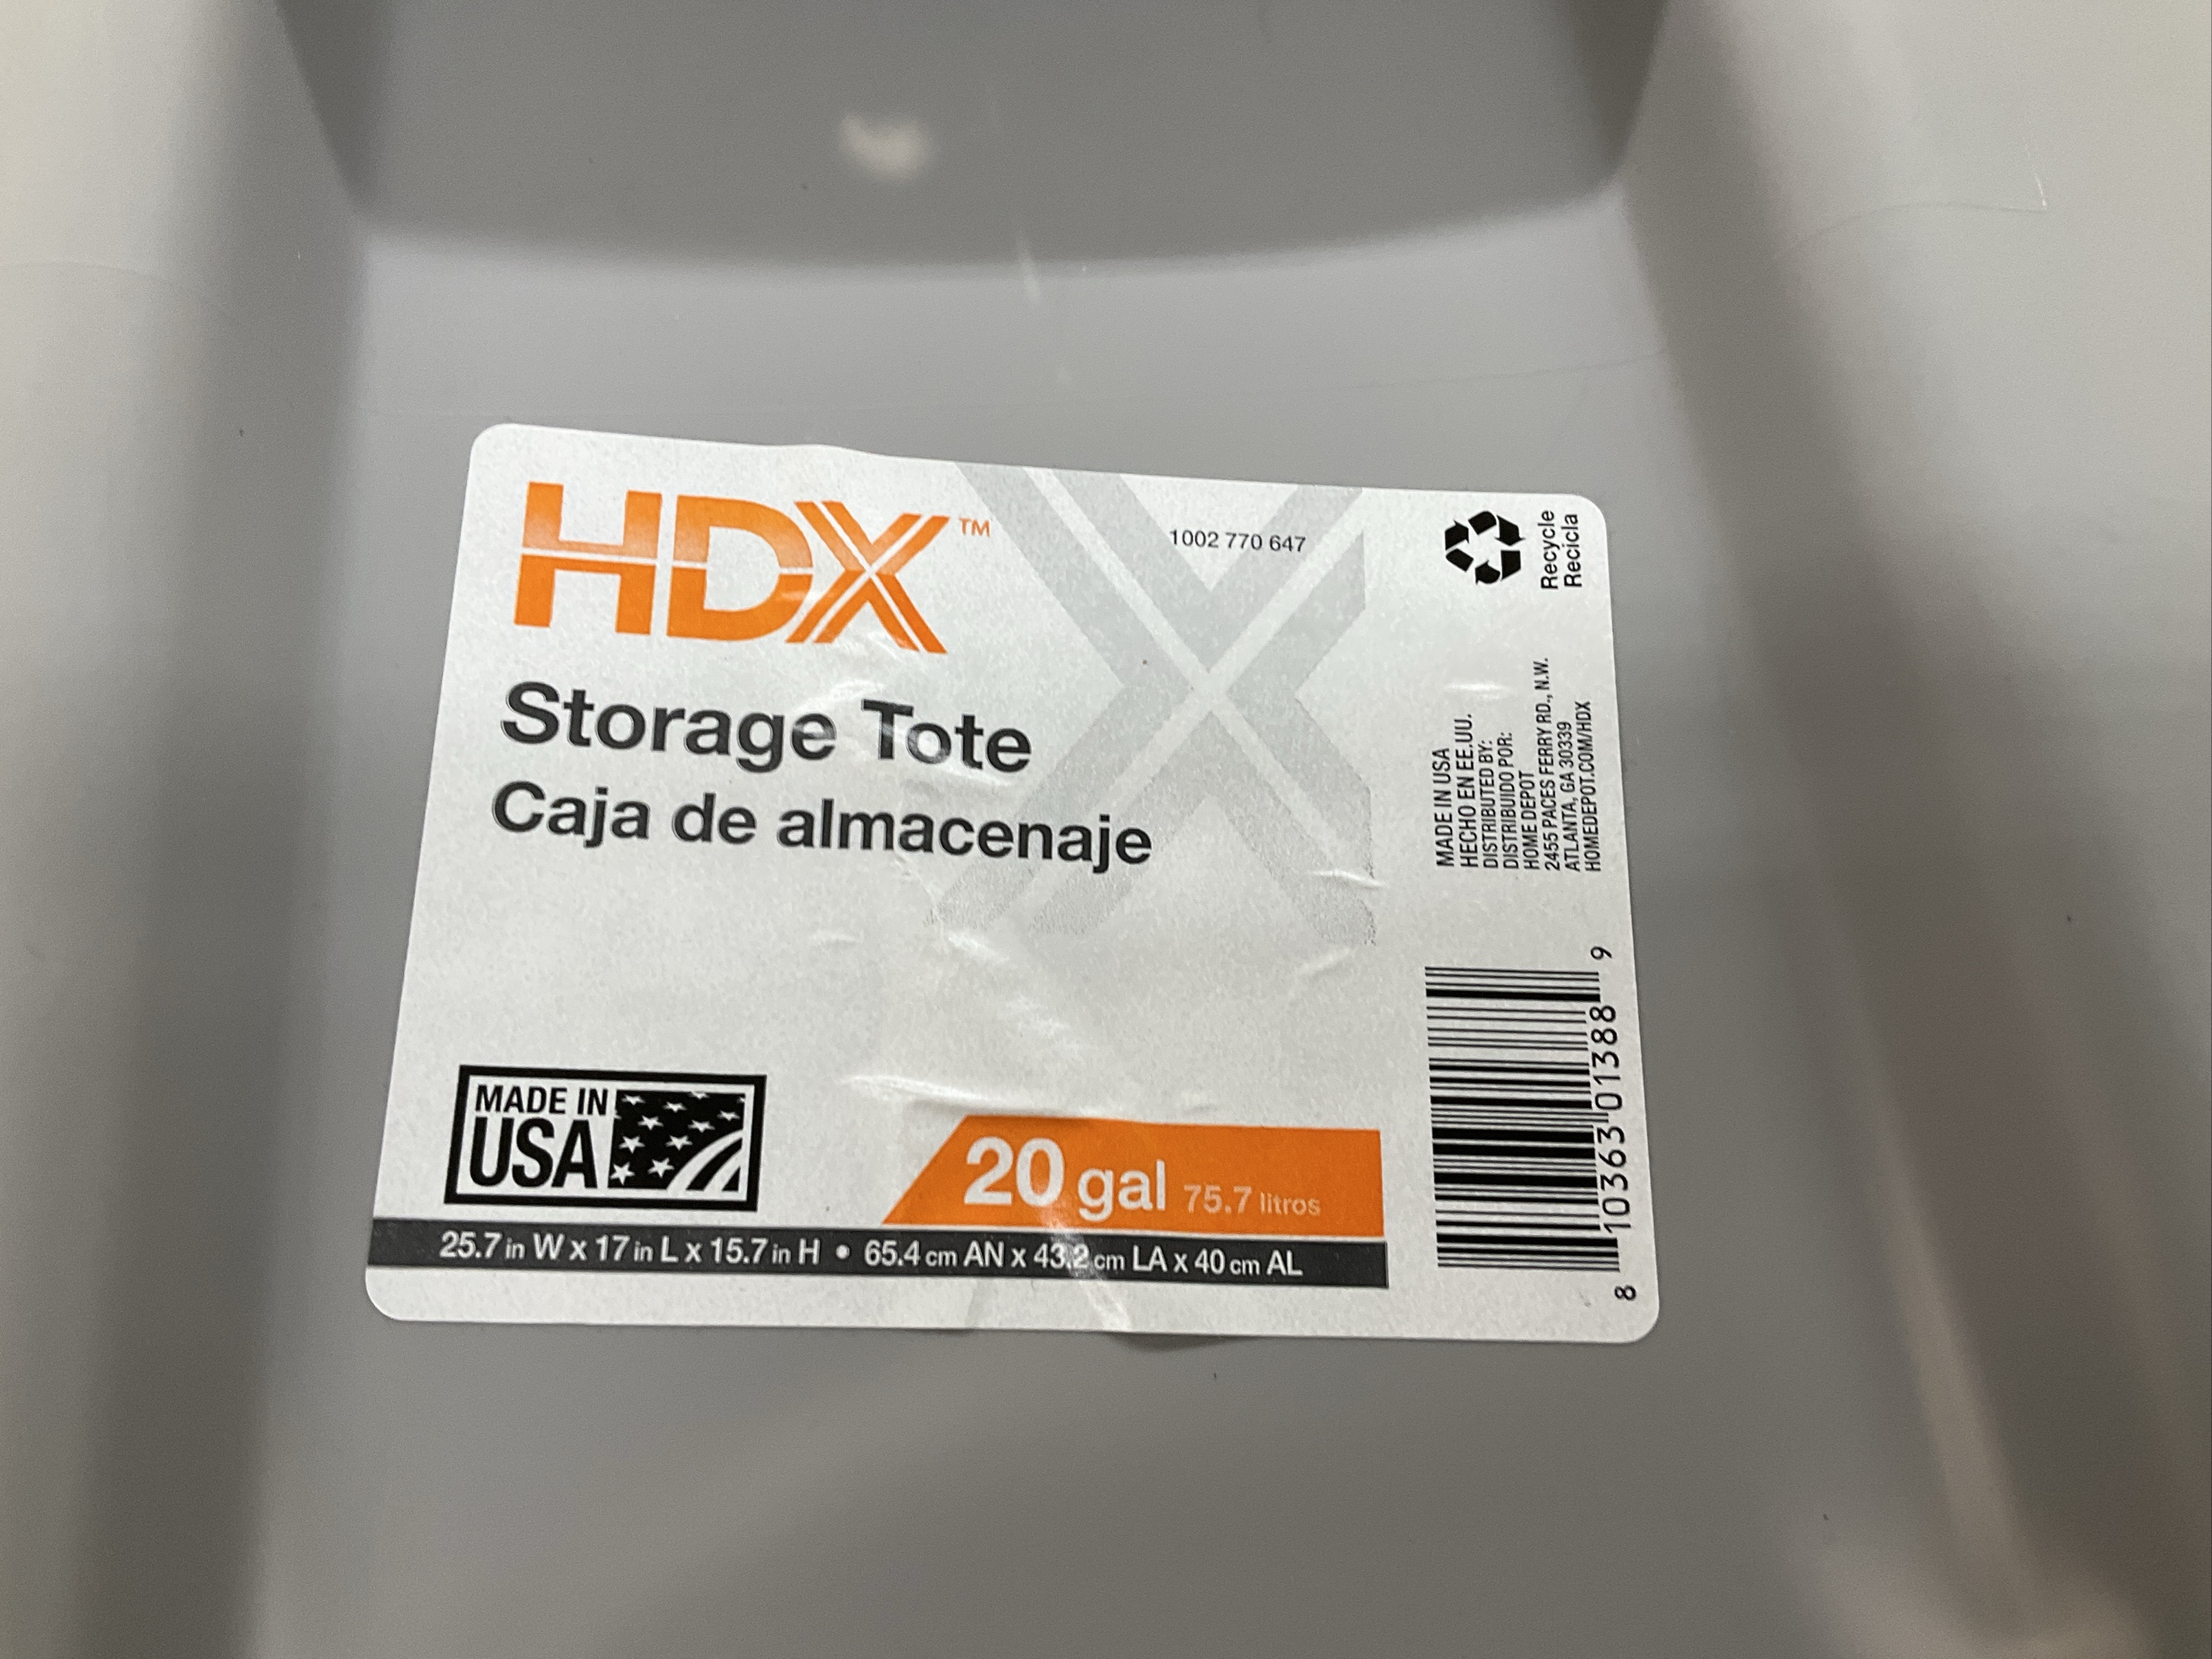 HDX™
1002 770 647
Storage Tote
Caja de almacenaje
MADE IN
USA
20 gal 75.7 litros
25.7 in W x 17 in L x 15.7 in H • 65.4 cm AN x 43.2 cm LA x 40 cm AL
Recycle
Recicla
MADE IN USA
HECHO EN EE.UU.
DISTRIBUTED BY:
DISTRIBUIDO POR:
HOME DEPOT
2455 PACES FERRY RD., N.W.
ATLANTA, GA 30339
HOMEDEPOT.COM/HDX
8 10363 01388 9